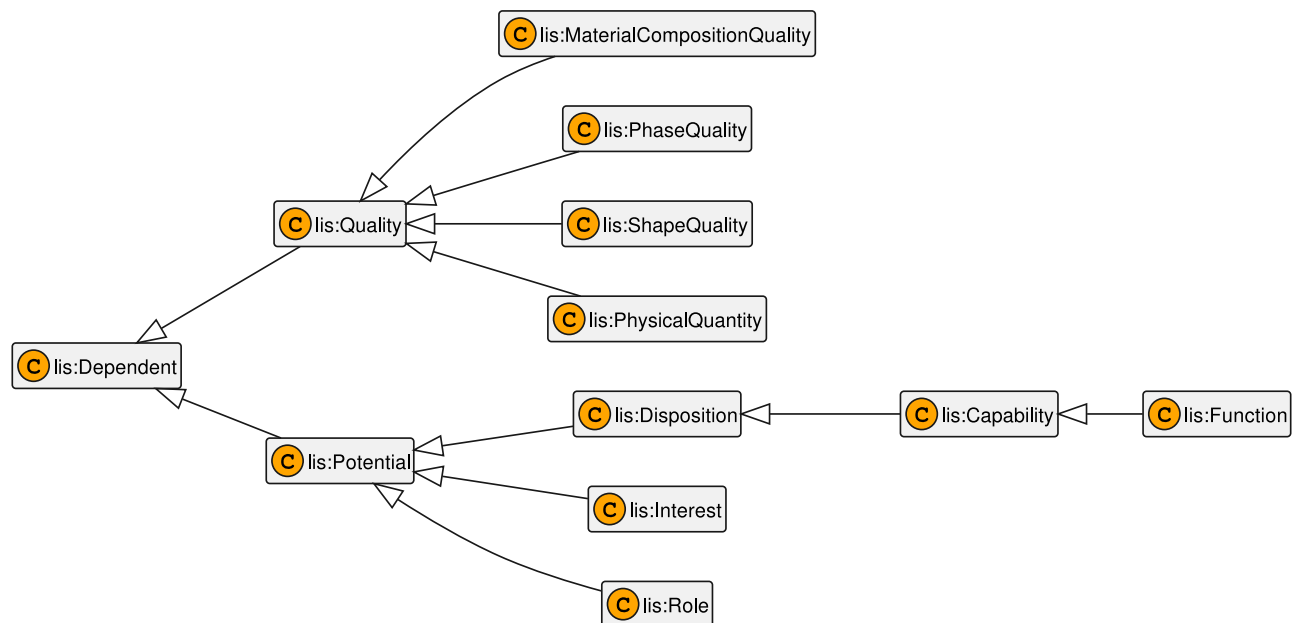 C lis:MaterialCompositionQuality
C lis:PhaseQuality
C lis:Quality
C lis:ShapeQuality
C lis:PhysicalQuantity
C lis:Dependent
C lis:Disposition
C lis:Capability
C lis:Function
C lis:Potential
C lis:Interest
C lis:Role